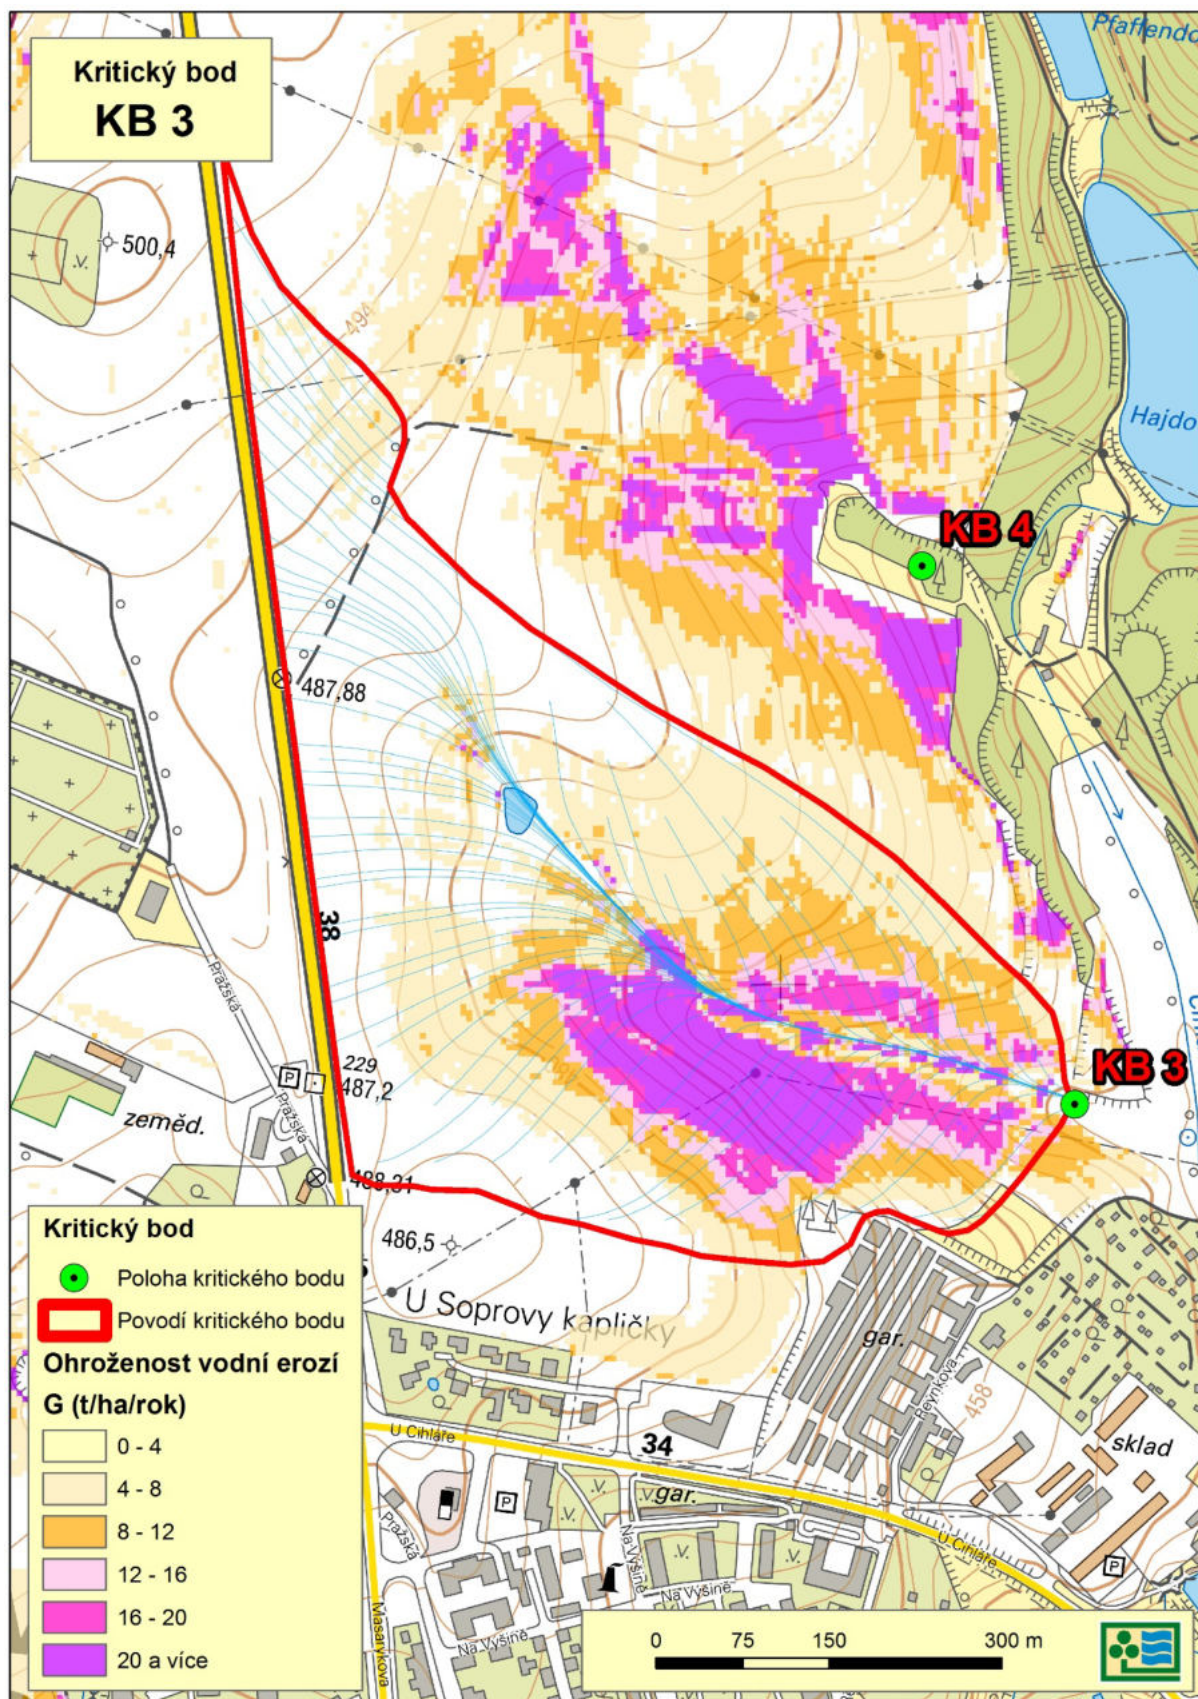 Kritický bod
KB 3
Pfaffendo
500,4
.v.
494
Hajdo
KB 4
487,88
38
Pražská
KB 3
229
487,2
P
Pražská
zeměd.
488,31
486,5
U Soprovy kapličky
gar.
Revnkova
458
sklad
U Cihláře
34
gar.
P
.V.
Pražská
Na Výšině
U Cihláře
P
Na Výšině
Na Výšině
Masarykova
Kritický bod
Poloha kritického bodu
Povodí kritického bodu
Ohroženost vodní erozí
G (t/ha/rok)
0 - 4
4 - 8
8 - 12
12 - 16
16 - 20
20 a více
0 75 150 300 m